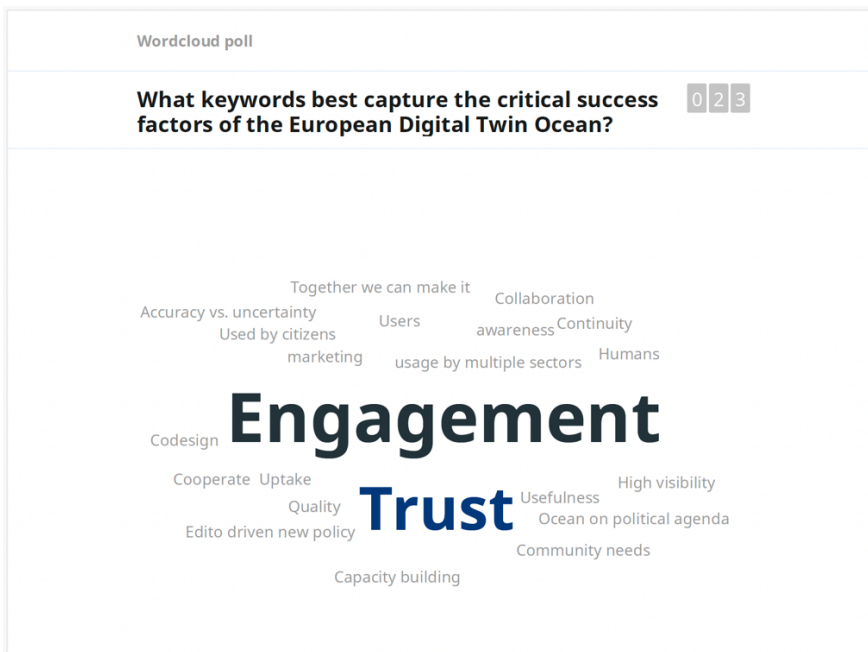 Wordcloud poll
What keywords best capture the critical success
factors of the European Digital Twin Ocean?
023
Together we can make it
Collaboration
Accuracy vs. uncertainty
Users
awareness
Continuity
Used by citizens
marketing
usage by multiple sectors
Humans
Engagement
Codesign
Cooperate
Uptake
High visibility
Quality
Trust
Usefulness
Ocean on political agenda
Edito driven new policy
Community needs
Capacity building